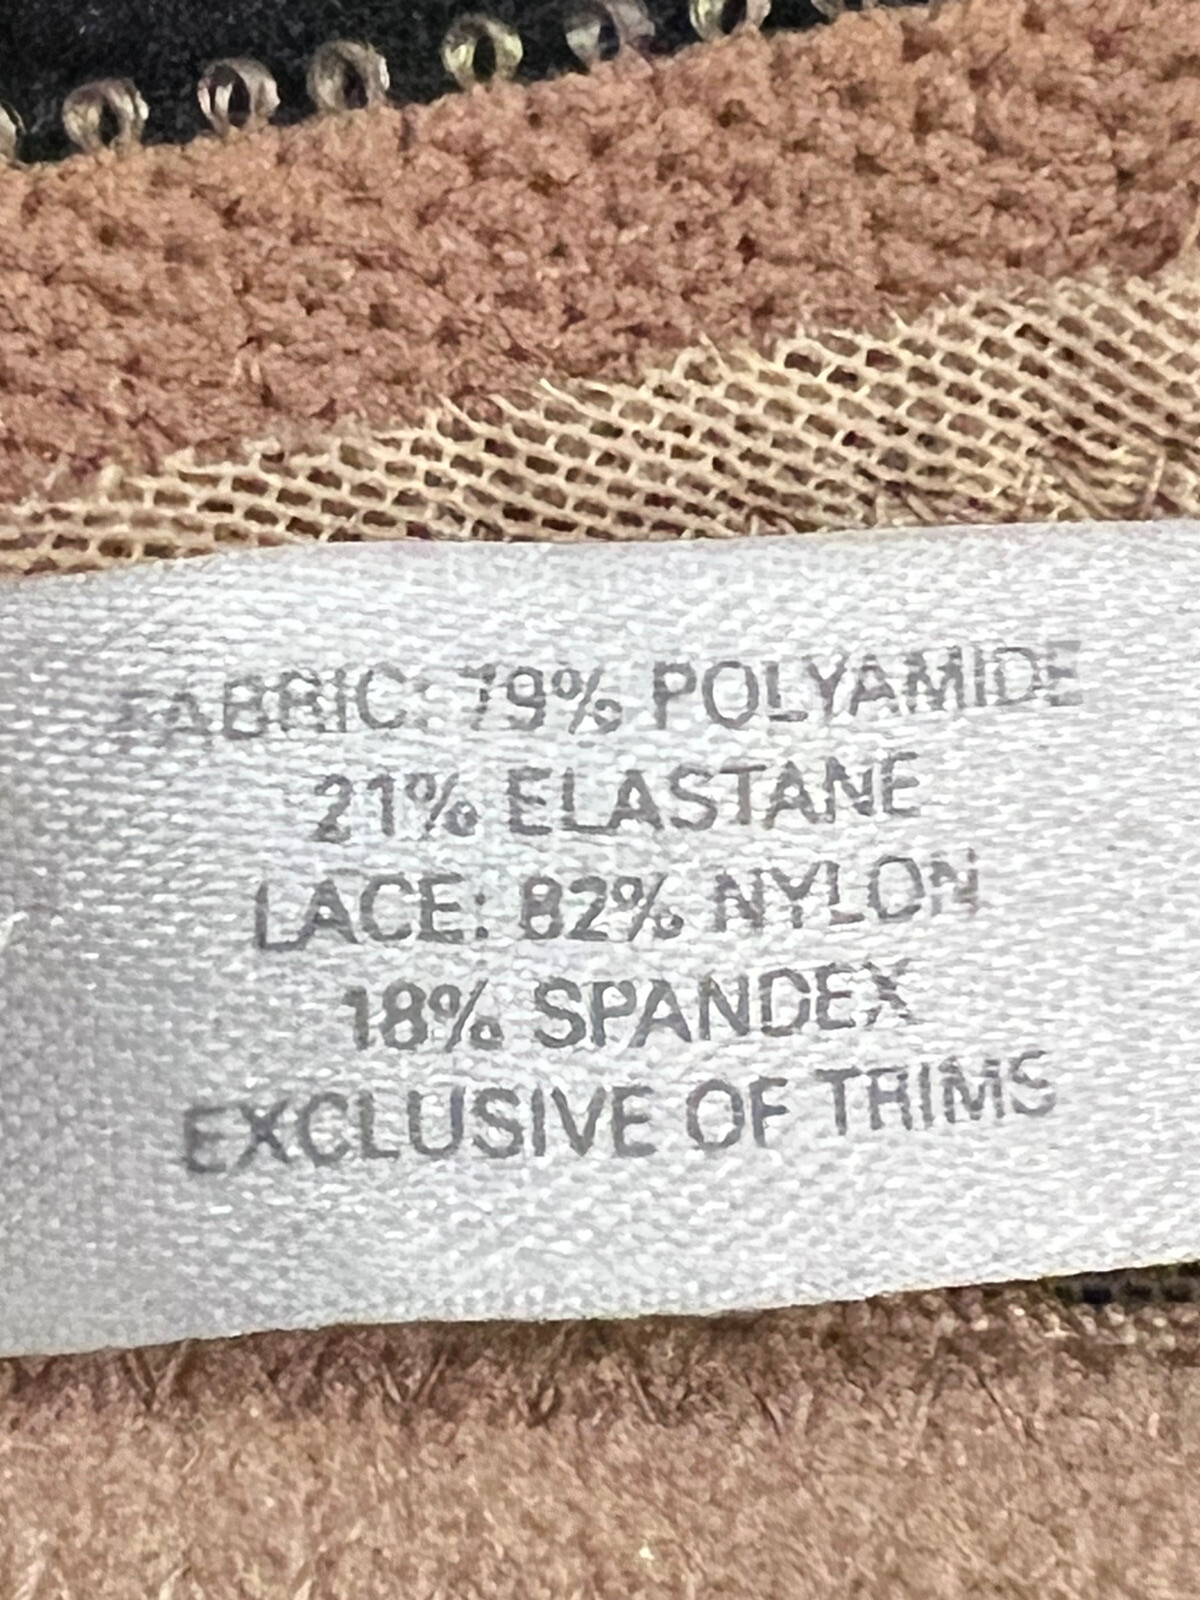 FABRIC: 79% POLYAMIDE
21% ELASTANE
LACE: 82% NYLON
18% SPANDEX
EXCLUSIVE OF TRIMS